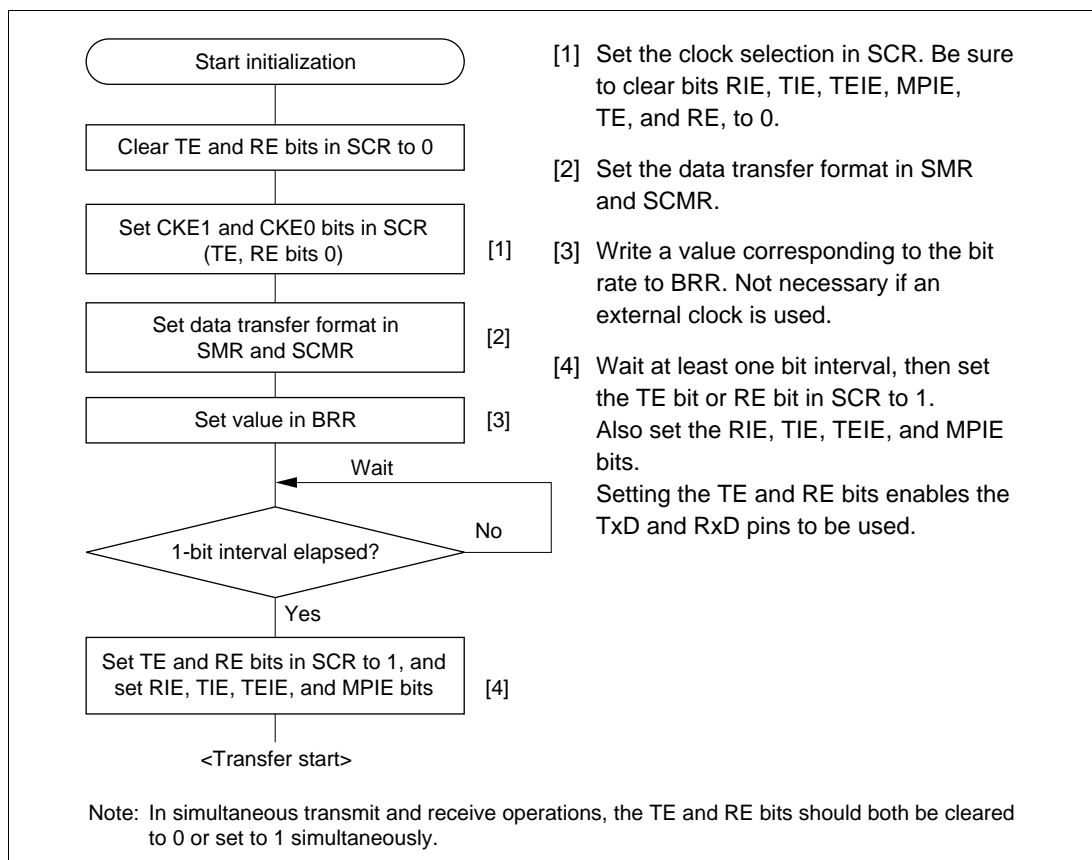 Start initialization
Clear TE and RE bits in SCR to 0
Set CKE1 and CKE0 bits in SCR
(TE, RE bits 0)
[1]
Set data transfer format in
SMR and SCMR
[2]
Set value in BRR
[3]
Wait
No
1-bit interval elapsed?
Yes
Set TE and RE bits in SCR to 1, and
set RIE, TIE, TEIE, and MPIE bits
[4]
<Transfer start>
[1] Set the clock selection in SCR. Be sure
to clear bits RIE, TIE, TEIE, MPIE,
TE, and RE, to 0.
[2] Set the data transfer format in SMR
and SCMR.
[3] Write a value corresponding to the bit
rate to BRR. Not necessary if an
external clock is used.
[4] Wait at least one bit interval, then set
the TE bit or RE bit in SCR to 1.
Also set the RIE, TIE, TEIE, and MPIE
bits.
Setting the TE and RE bits enables the
TxD and RxD pins to be used.
Note: In simultaneous transmit and receive operations, the TE and RE bits should both be cleared
to 0 or set to 1 simultaneously.